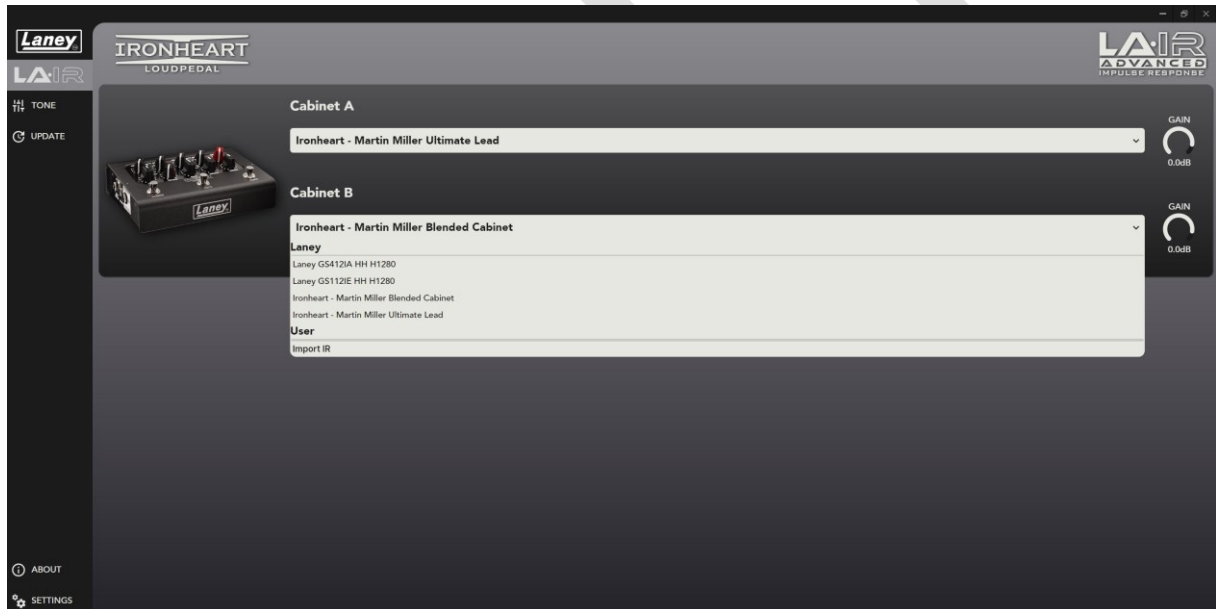 Laney
LA·IR
TONE
UPDATE
ABOUT
SETTINGS
IRONHEART
LOUDPEDAL
LA·IR
ADVANCED
IMPULSE RESPONSE
Laney
Cabinet A
Ironheart - Martin Miller Ultimate Lead
GAIN
0.0dB
Cabinet B
Ironheart - Martin Miller Blended Cabinet
GAIN
0.0dB
Laney
Laney GS412IA HH H1280
Laney GS112IE HH H1280
Ironheart - Martin Miller Blended Cabinet
Ironheart - Martin Miller Ultimate Lead
User
Import IR